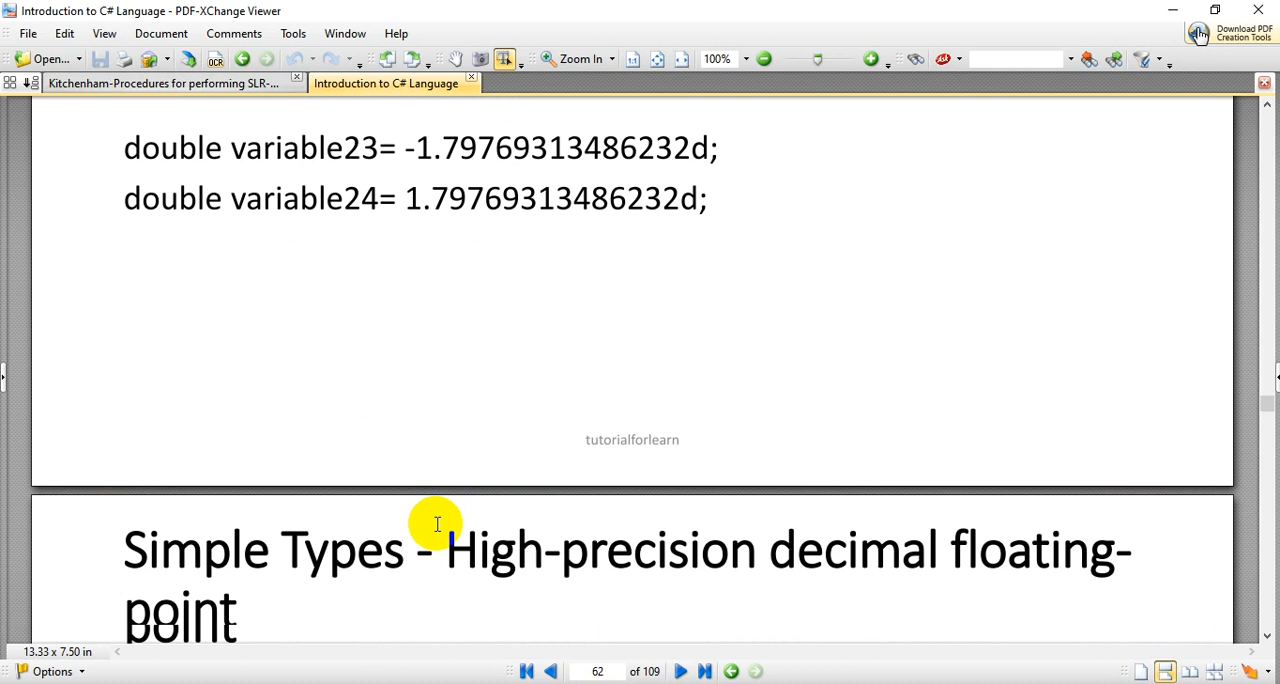 Introduction to C# Language - PDF-XChange Viewer
File Edit View Document Comments Tools Window Help
Download PDF
Creation Tools
Open...
OCR
Zoom In
100%
Kitchenham-Procedures for performing SLR-...
Introduction to C# Language
double variable23= -1.79769313486232d;
double variable24= 1.79769313486232d;
tutorialforlearn
Simple Types - High-precision decimal floating-
point
13.33 x 7.50 in
Options
62 of 109